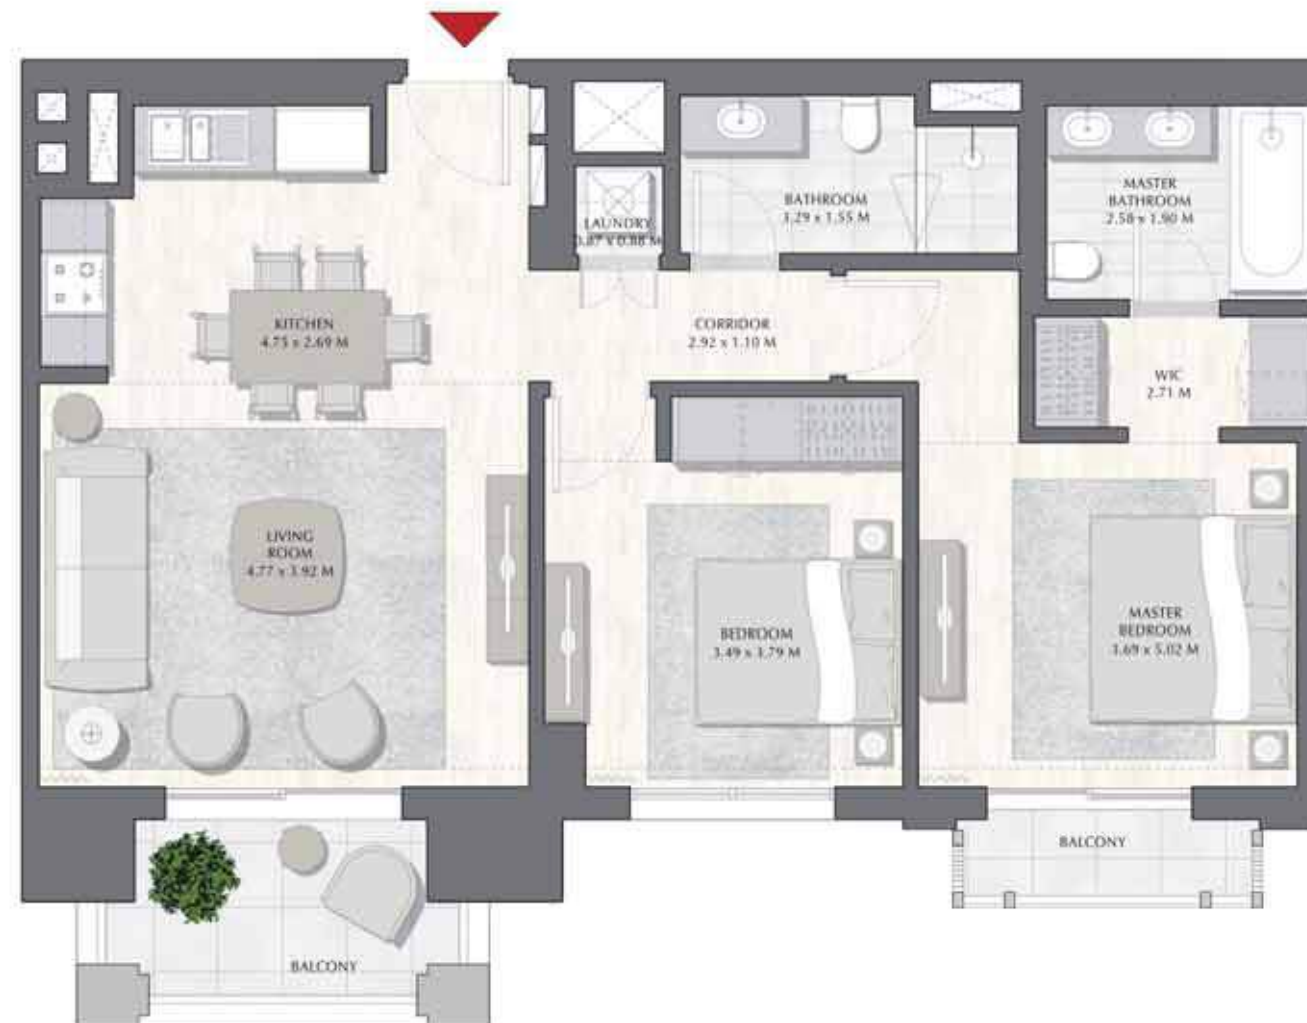 BATHROOM
3.29 x 1.55 M
MASTER
BATHROOM
2.58 x 1.90 M
LAUNDRY
0.87 x 0.88 M
KITCHEN
4.75 x 2.69 M
CORRIDOR
2.92 x 1.10 M
WIC
2.71 M
LIVING
ROOM
4.77 x 3.92 M
BEDROOM
3.49 x 3.79 M
MASTER
BEDROOM
3.69 x 5.02 M
BALCONY
BALCONY